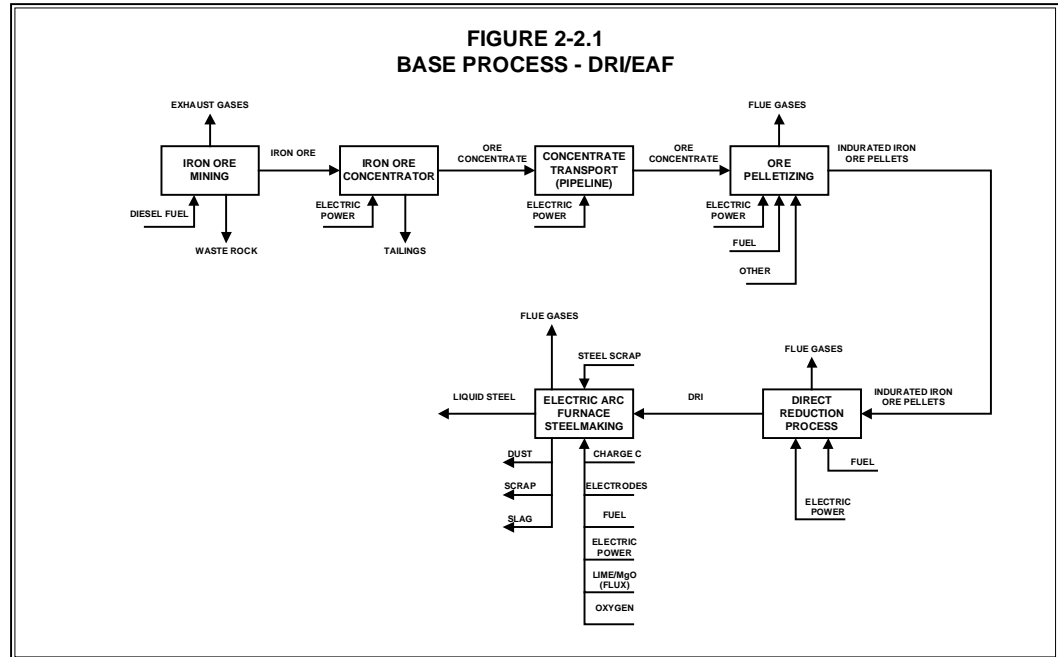 FIGURE 2-2.1
BASE PROCESS - DRI/EAF
EXHAUST GASES
FLUE GASES
IRON ORE
MINING
IRON ORE
IRON ORE
CONCENTRATOR
ORE
CONCENTRATE
CONCENTRATE
TRANSPORT
(PIPELINE)
ORE
CONCENTRATE
ORE
PELLETIZING
INDURATED IRON
ORE PELLETS
DIESEL FUEL
WASTE ROCK
ELECTRIC
POWER
TAILINGS
ELECTRIC
POWER
ELECTRIC
POWER
FUEL
OTHER
FLUE GASES
STEEL SCRAP
FLUE GASES
LIQUID STEEL
ELECTRIC ARC
FURNACE
STEELMAKING
DRI
DIRECT
REDUCTION
PROCESS
INDURATED IRON
ORE PELLETS
DUST
SCRAP
SLAG
CHARGE C
ELECTRODES
FUEL
ELECTRIC
POWER
LIME/MgO
(FLUX)
OXYGEN
FUEL
ELECTRIC
POWER